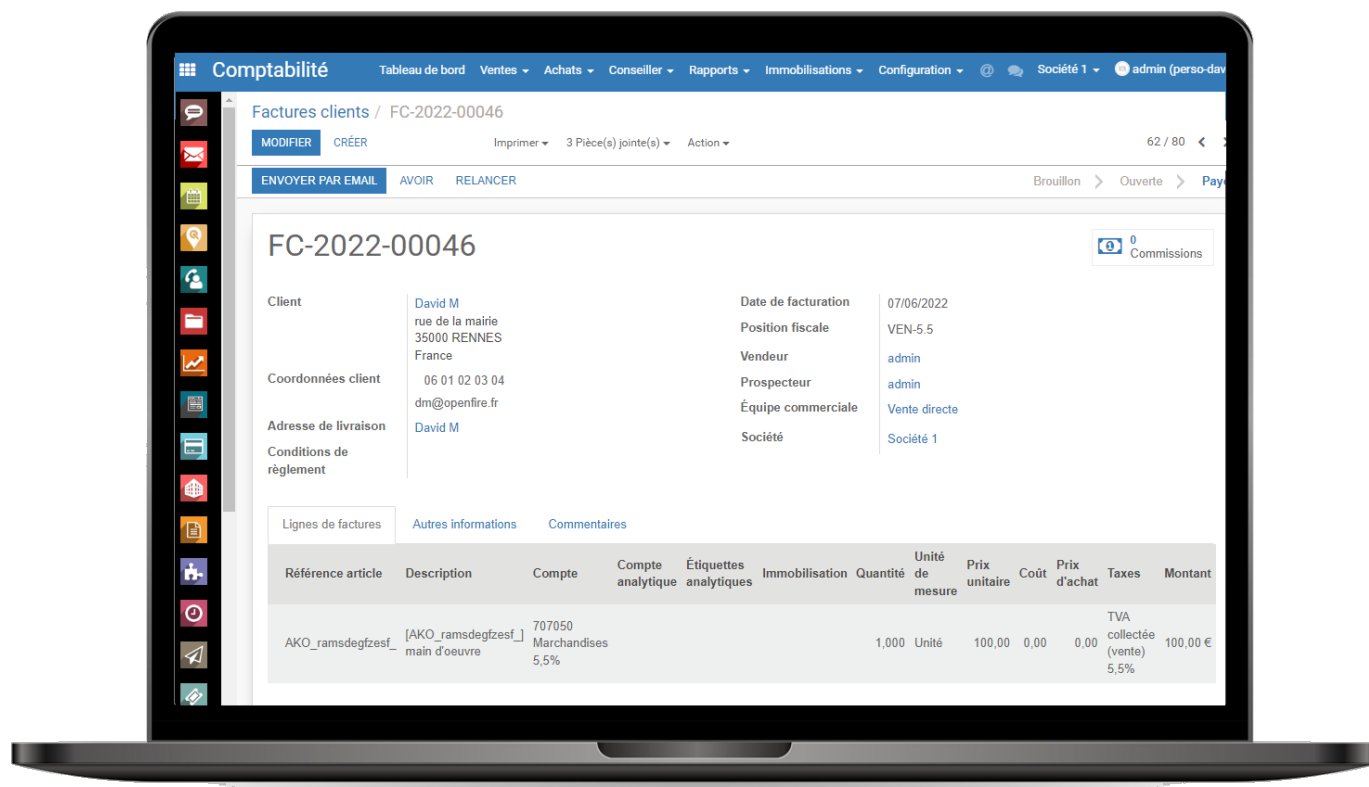 Comptabilité Tableau de bord Ventes Achats Conseiller Rapports Immobilisations Configuration @ Société 1 admin (perso-dav
Factures clients / FC-2022-00046
MODIFIER CRÉER Imprimer 3 Pièce(s) jointe(s) Action 62 / 80
ENVOYER PAR EMAIL AVOIR RELANCER Brouillon Ouverte Payé
FC-2022-00046
0
Commissions
Client David M
rue de la mairie
35000 RENNES
France
Coordonnées client 06 01 02 03 04
dm@openfire.fr
Adresse de livraison David M
Conditions de
règlement
Date de facturation 07/06/2022
Position fiscale VEN-5.5
Vendeur admin
Prospecteur admin
Équipe commerciale Vente directe
Société Société 1
Lignes de factures Autres informations Commentaires
Référence article Description Compte Compte analytique Étiquettes analytiques Immobilisation Quantité Unité de mesure Prix unitaire Coût Prix d'achat Taxes Montant
AKO_ramsdegfzesf_ [AKO_ramsdegfzesf_] main d'oeuvre 707050 Marchandises 5,5% 1,000 Unité 100,00 0,00 0,00 TVA collectée (vente) 5,5% 100,00 €